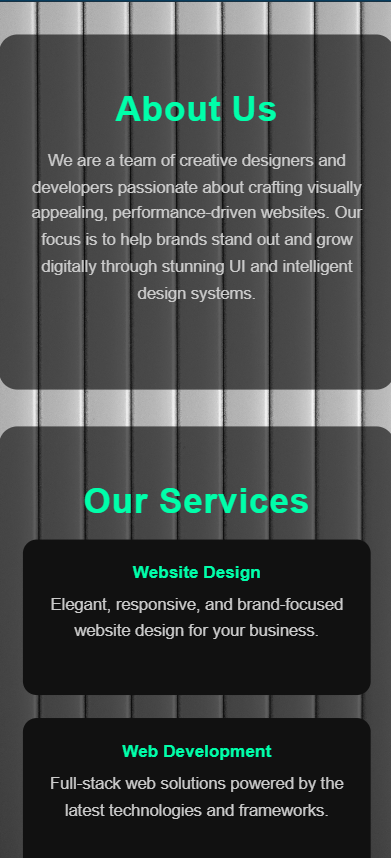 About Us
We are a team of creative designers and
developers passionate about crafting visually
appealing, performance-driven websites. Our
focus is to help brands stand out and grow
digitally through stunning UI and intelligent
design systems.
Our Services
Website Design
Elegant, responsive, and brand-focused
website design for your business.
Web Development
Full-stack web solutions powered by the
latest technologies and frameworks.